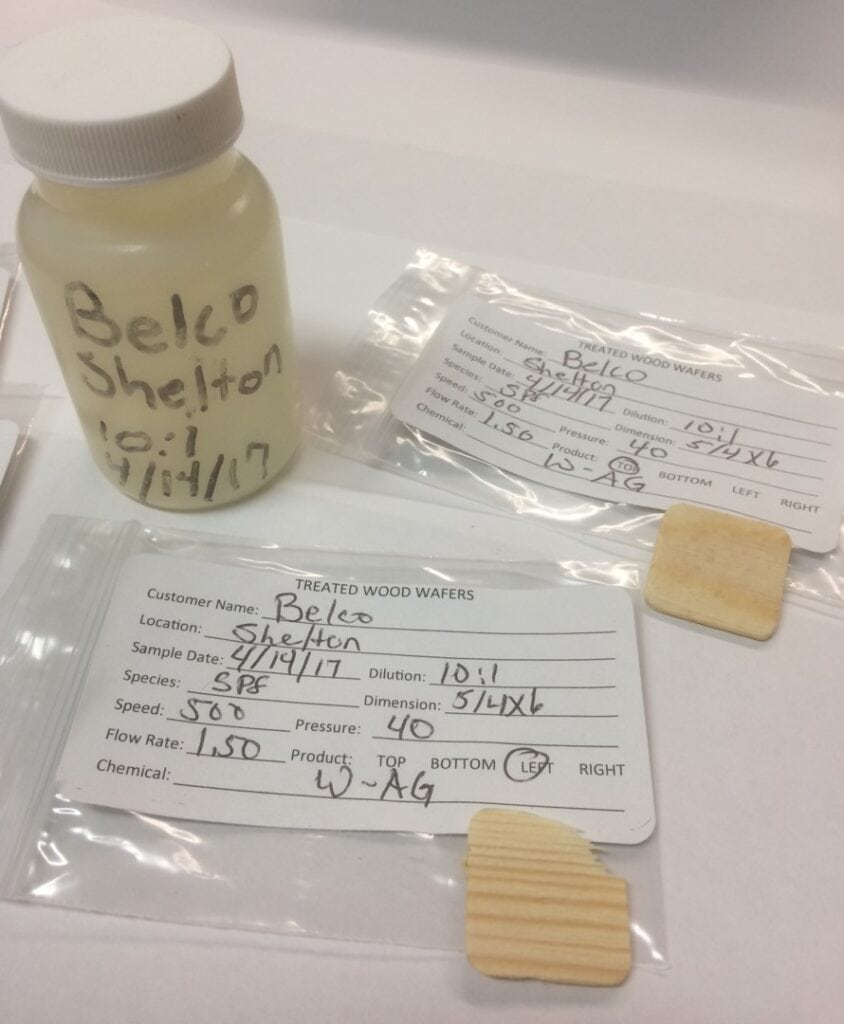 Belco
Shelton
10:1
4/14/17
TREATED WOOD WAFERS
Customer Name: Belco
Location: Shelton
Sample Date: 4/14/17 Dilution: 10:1
Species: SPF Dimension: 5/4X6
Speed: 500 Pressure: 40
Flow Rate: 1.50 Product: TOP BOTTOM LEFT RIGHT
Chemical: W-AG
TREATED WOOD WAFERS
Customer Name: Belco
Location: Shelton
Sample Date: 4/14/17 Dilution: 10:1
Species: SPF Dimension: 5/4X6
Speed: 500 Pressure: 40
Flow Rate: 1.50 Product: TOP BOTTOM LEFT RIGHT
Chemical: W-AG